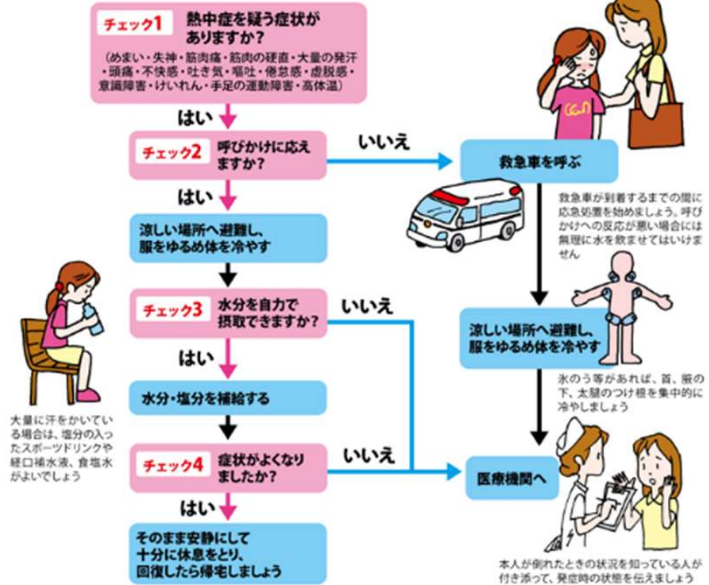 チェック1 熱中症を疑う症状が
ありますか？
（めまい・失神・筋肉痛・筋肉の硬直・大量の発汗
・頭痛・不快感・吐き気・嘔吐・倦怠感・虚脱感・
意識障害・けいれん・手足の運動障害・高体温）
はい
チェック2 呼びかけに応え
ますか？
いいえ
救急車を呼ぶ
救急車が到着するまでの間に
応急処置を始めましょう。呼び
かけへの反応が悪い場合には
無理に水を飲ませてはいけま
せん
はい
涼しい場所へ避難し、
服をゆるめ体を冷やす
チェック3 水分を自力で
摂取できますか？
いいえ
涼しい場所へ避難し、
服をゆるめ体を冷やす
氷のう等があれば、首、腋の
下、太腿のつけ根を集中的に
冷やしましょう
はい
水分・塩分を補給する
大量に汗をかいてい
る場合は、塩分の入っ
たスポーツドリンクや
経口補水液、食塩水
がよいでしょう
チェック4 症状がよくなり
ましたか？
いいえ
医療機関へ
はい
そのまま安静にして
十分に休息をとり、
回復したら帰宅しましょう
本人が倒れたときの状況を知っている人が
付き添って、発症時の状態を伝えましょう